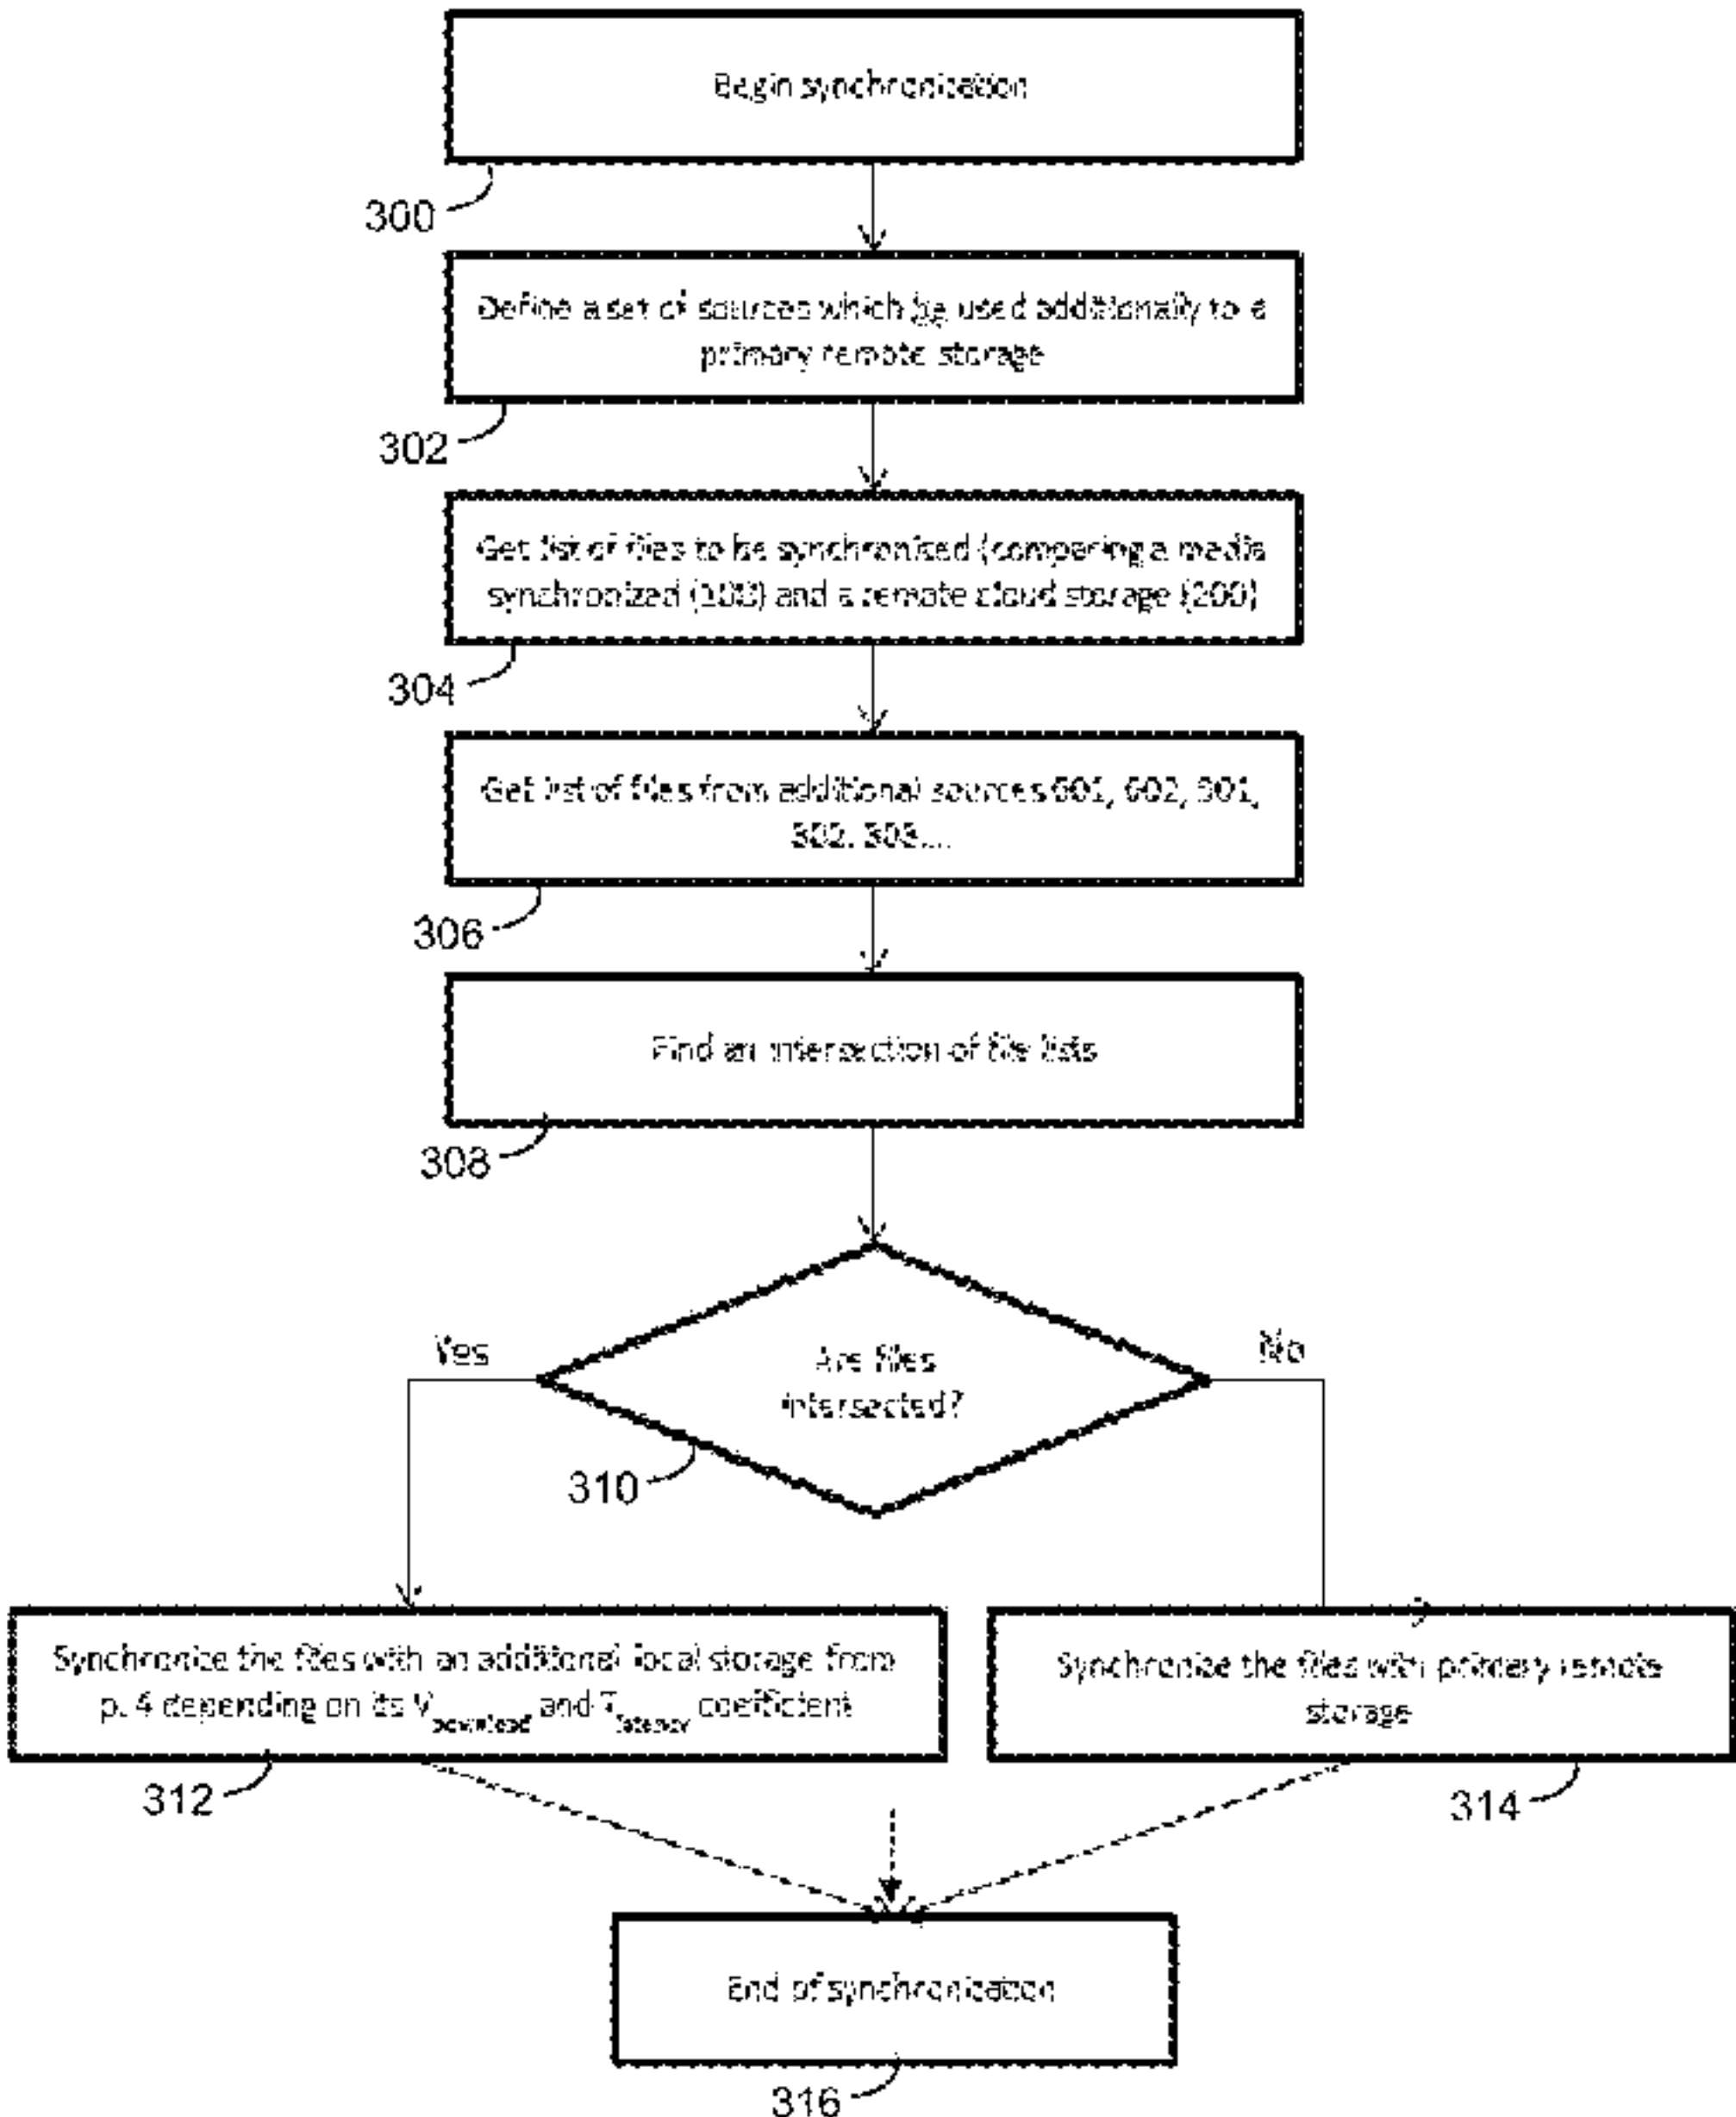 Begin synchronization
300
Define a set of sources which be used additionally to a
primary remote storage
302
Get list of files to be synchronized (comparing a media
synchronized (100) and a remote cloud storage (200)
304
Get list of files from additional sources 601, 602,
302, 303...
306
Find an intersection of file lists
308
Yes
No
Are files
intersected?
310
Synchronize the files with an additional local storage from
p. 4 depending on its V download and T latency coefficient
Synchronize the files with primary remote
storage
312
314
End of synchronization
316